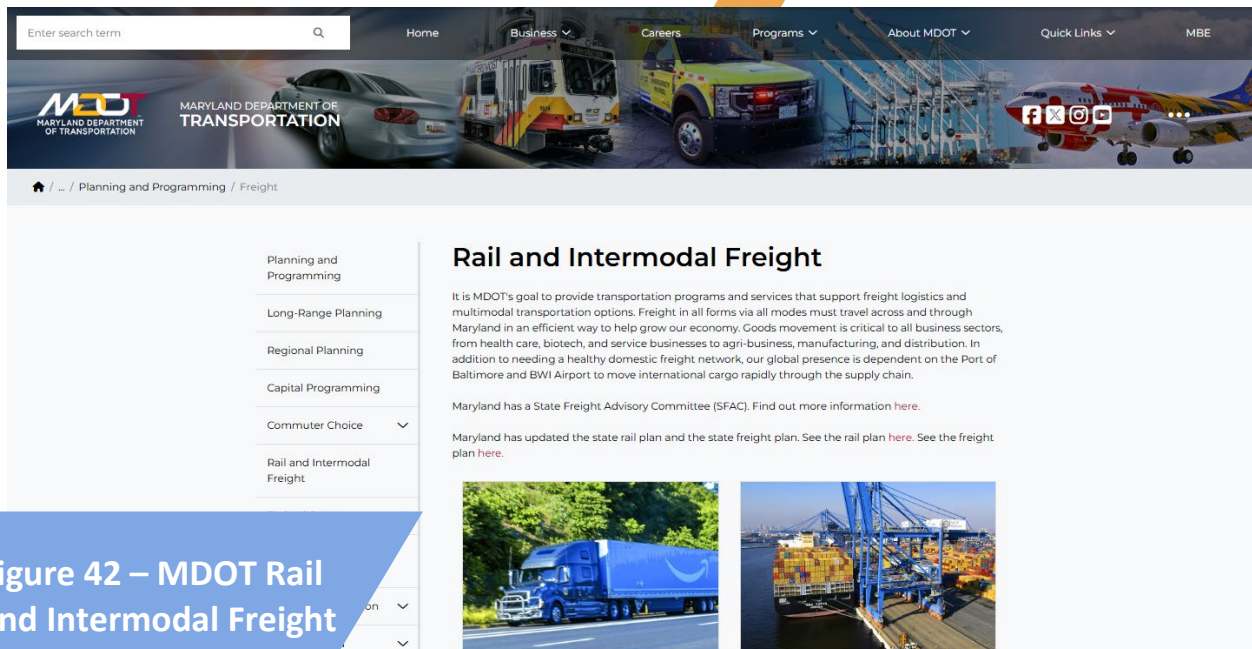 Enter search term
Home
Business
Careers
Programs
About MDOT
Quick Links
MBE
MDOT
MARYLAND DEPARTMENT
OF TRANSPORTATION
MARYLAND DEPARTMENT OF
TRANSPORTATION
/ ... / Planning and Programming / Freight
Planning and
Programming
Long-Range Planning
Regional Planning
Capital Programming
Commuter Choice
Rail and Intermodal
Freight
Rail and Intermodal Freight
It is MDOT's goal to provide transportation programs and services that support freight logistics and
multimodal transportation options. Freight in all forms via all modes must travel across and through
Maryland in an efficient way to help grow our economy. Goods movement is critical to all business sectors,
from health care, biotech, and service businesses to agri-business, manufacturing, and distribution. In
addition to needing a healthy domestic freight network, our global presence is dependent on the Port of
Baltimore and BWI Airport to move international cargo rapidly through the supply chain.
Maryland has a State Freight Advisory Committee (SFAC). Find out more information here.
Maryland has updated the state rail plan and the state freight plan. See the rail plan here. See the freight
plan here.
igure 42 – MDOT Rail
nd Intermodal Freight
on